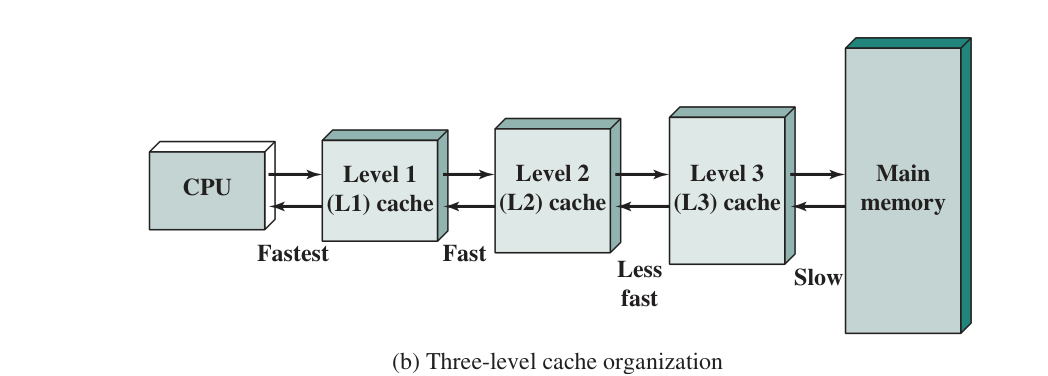 CPU
Level 1
(L1) cache
Level 2
(L2) cache
Level 3
(L3) cache
Main
memory
Fastest
Fast
Less
fast
Slow
(b) Three-level cache organization